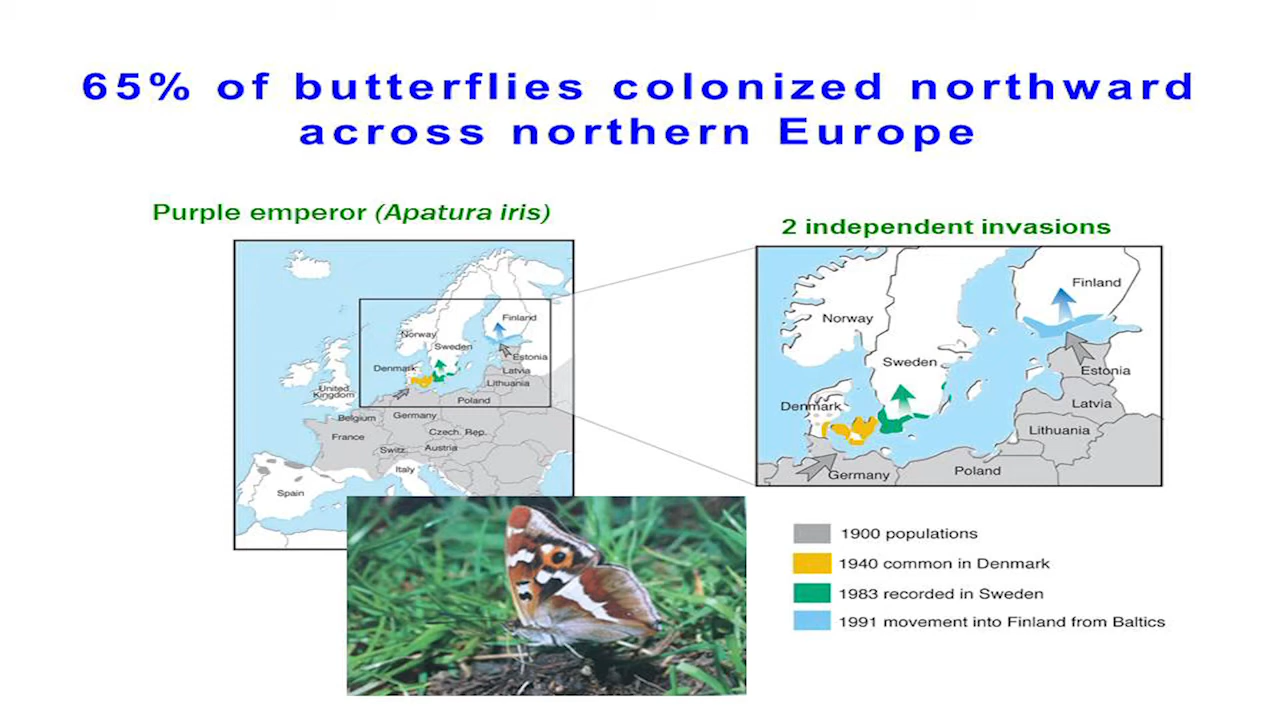 65% of butterflies colonized northward
across northern Europe
Purple emperor (Apatura iris)
2 independent invasions
Finland
Norway
Sweden
Estonia
Denmark
Latvia
Lithuania
United
Kingdom
Poland
Belgium
Germany
France
Czech. Rep.
Switz.
Austria
Italy
Spain
Finland
Norway
Sweden
Estonia
Denmark
Latvia
Lithuania
Poland
Germany
1900 populations
1940 common in Denmark
1983 recorded in Sweden
1991 movement into Finland from Baltics